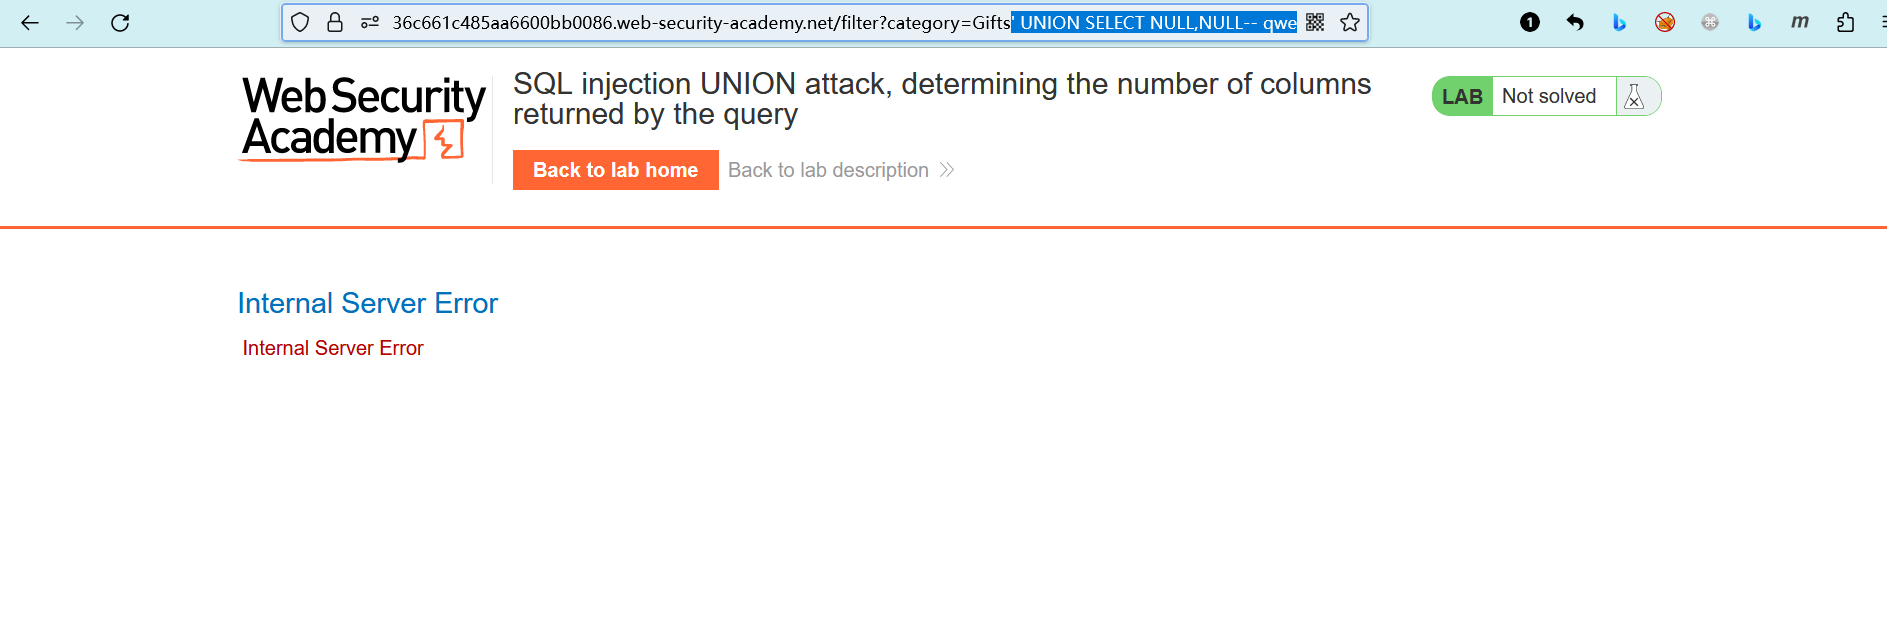 36c661c485aa6600bb0086.web-security-academy.net/filter?category=Gifts' UNION SELECT NULL,NULL-- qwe
1
m
WebSecurity
Academy
SQL injection UNION attack, determining the number of columns
returned by the query
Back to lab home
Back to lab description
LAB
Not solved
Internal Server Error
Internal Server Error